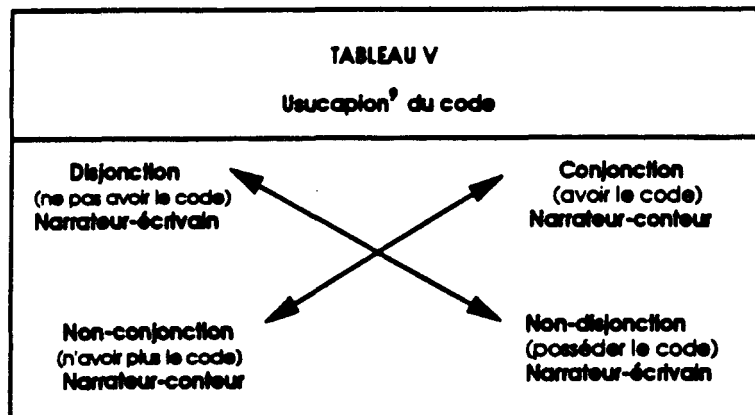 TABLEAU V
Usucapion⁹ du code
Disjonction
(ne pas avoir le code)
Narrateur-écrivain
Conjonction
(avoir le code)
Narrateur-conteur
Non-conjonction
(n'avoir plus le code)
Narrateur-conteur
Non-disjonction
(posséder le code)
Narrateur-écrivain